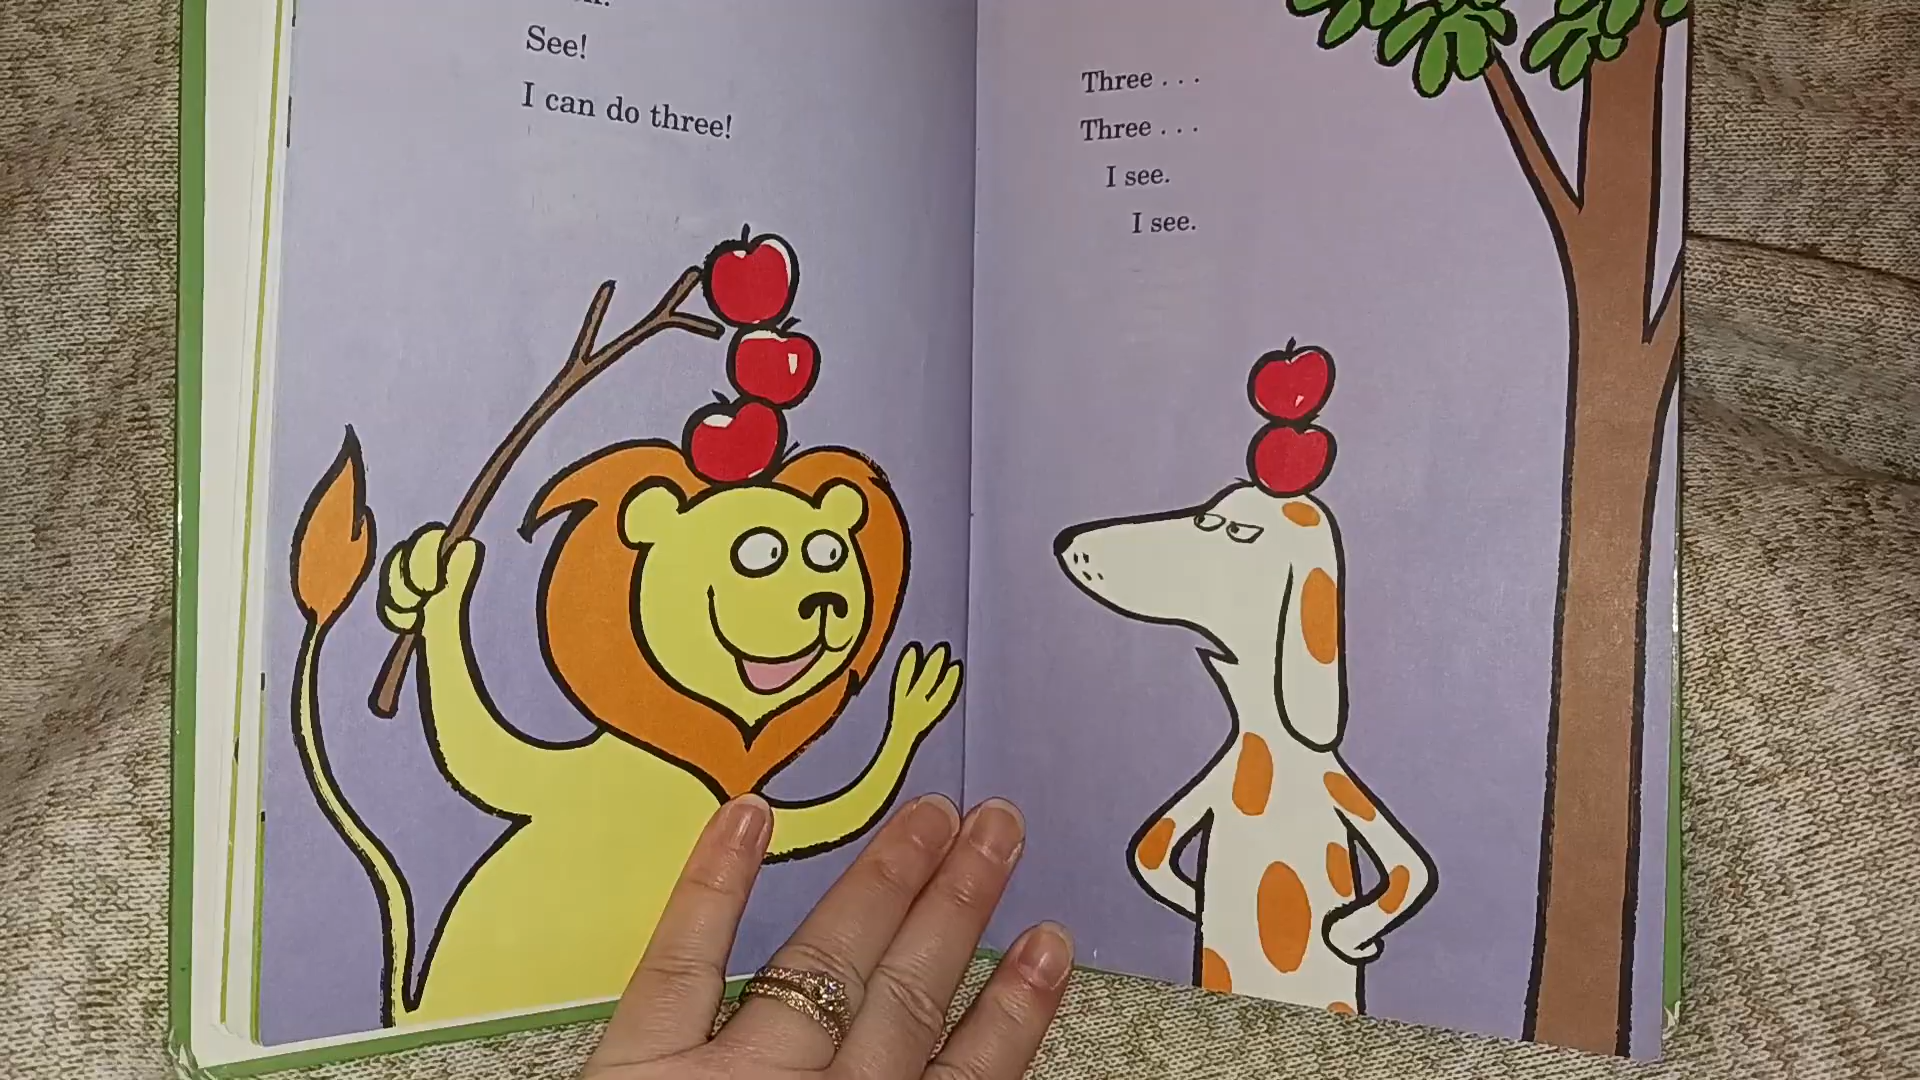 See!
I can do three!
Three . . .
Three . . .
I see.
I see.